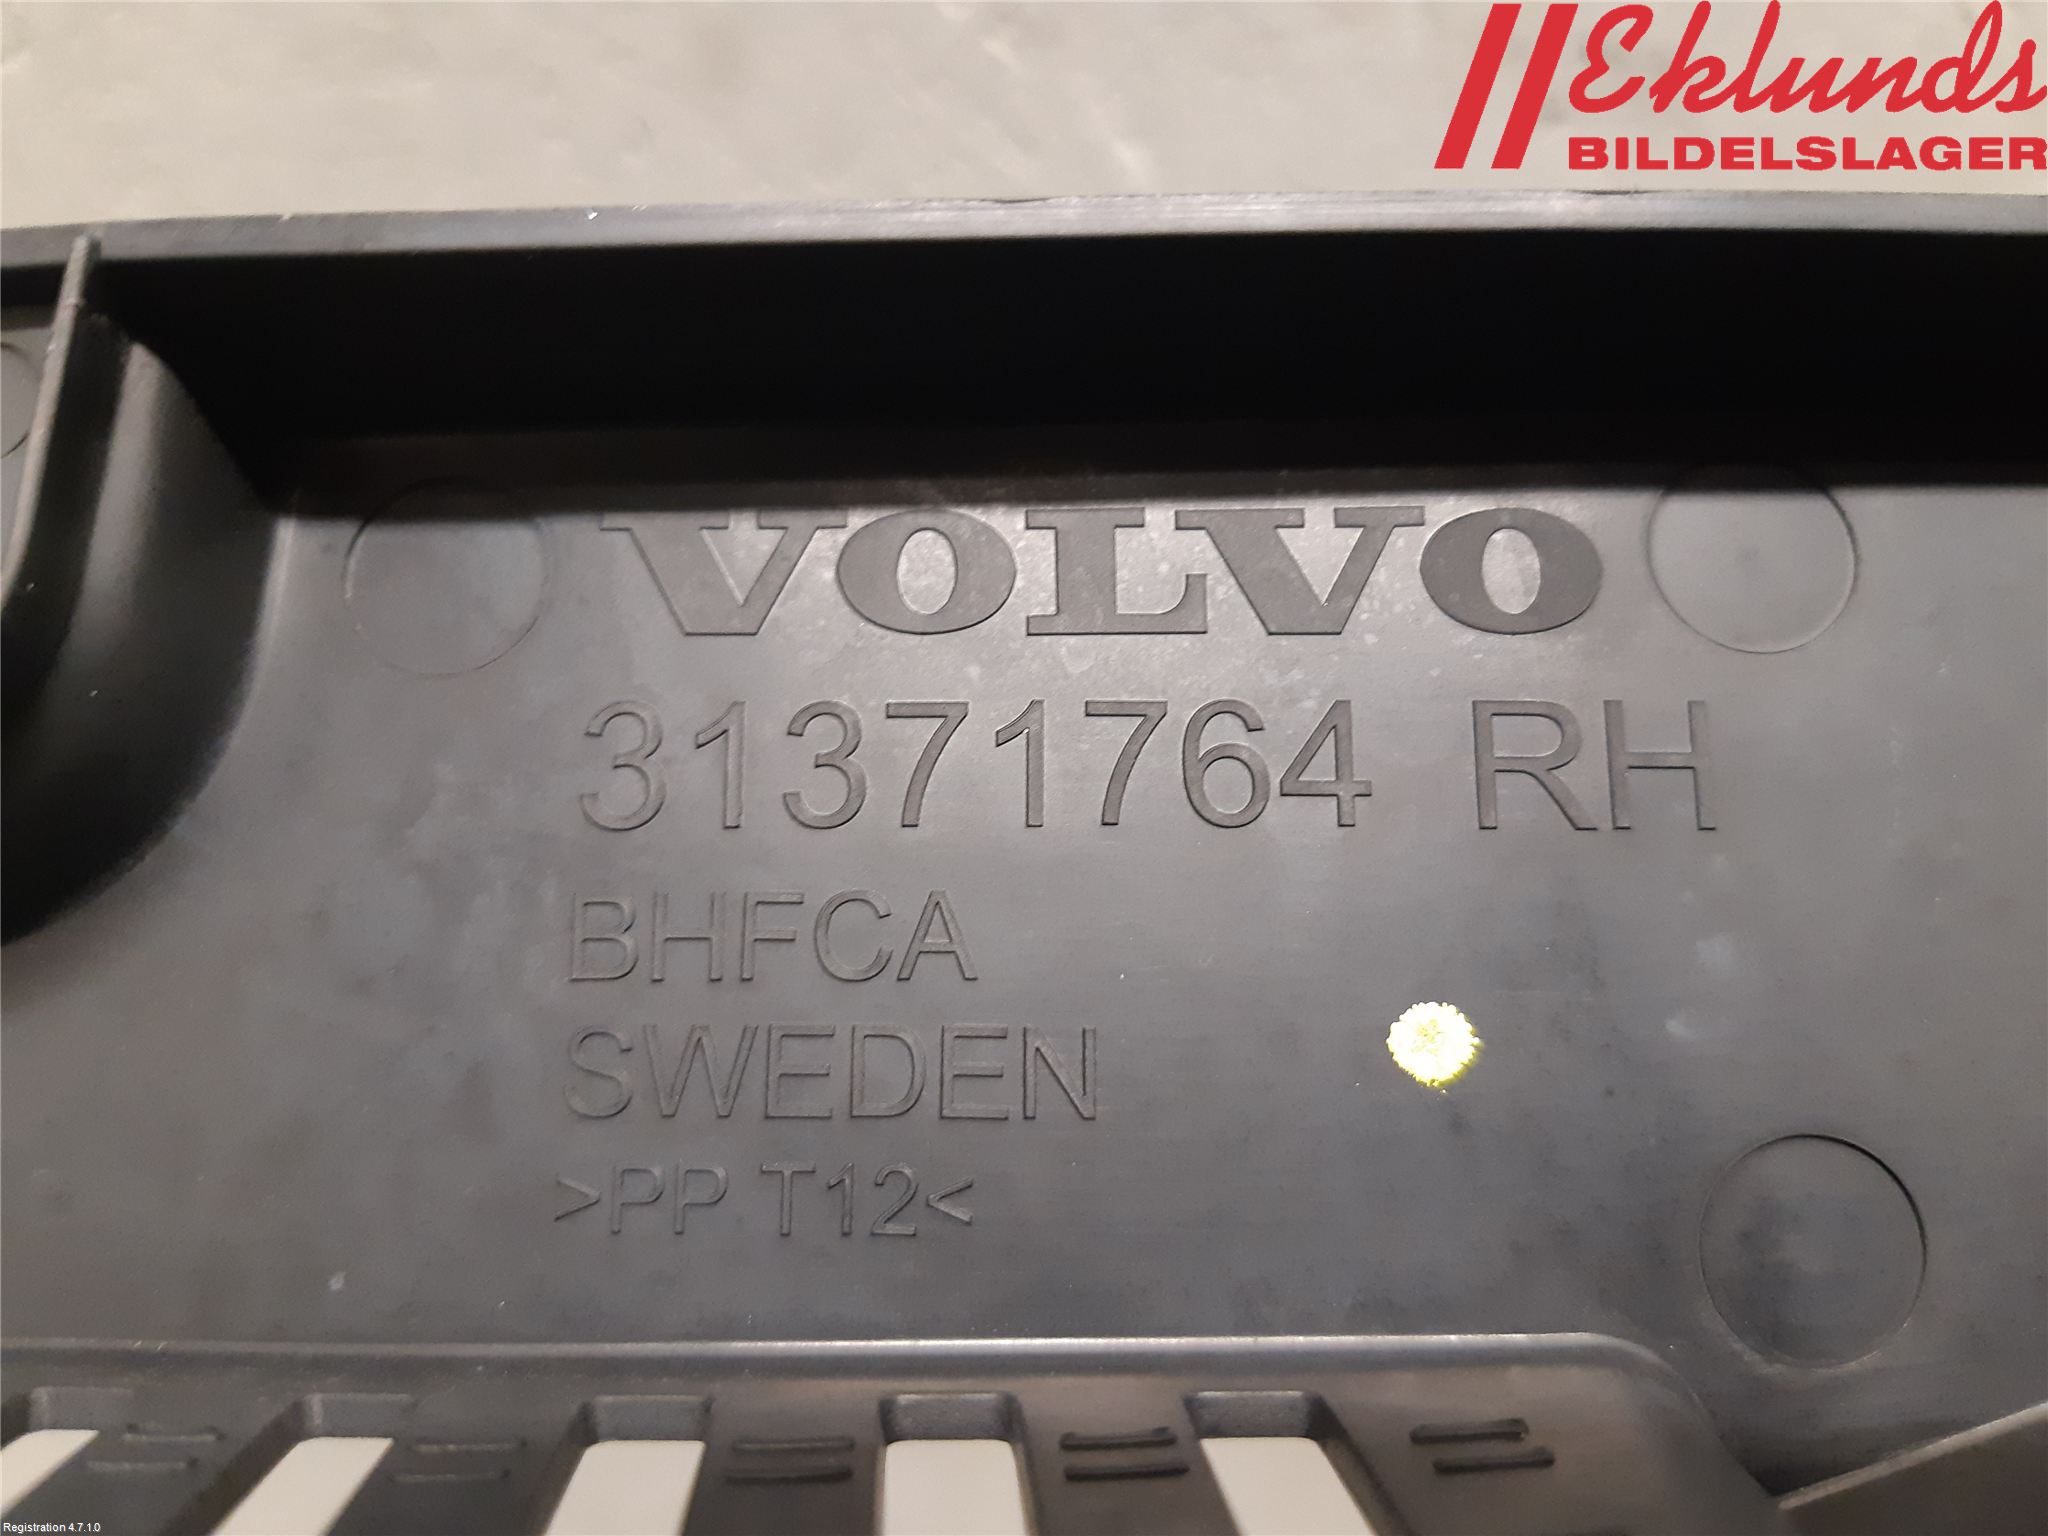 Eklunds
BILDELSLAGER
VOLVO
31371764 RH
BHFCA
SWEDEN
>PP T12<
Registration 4.7.1.0